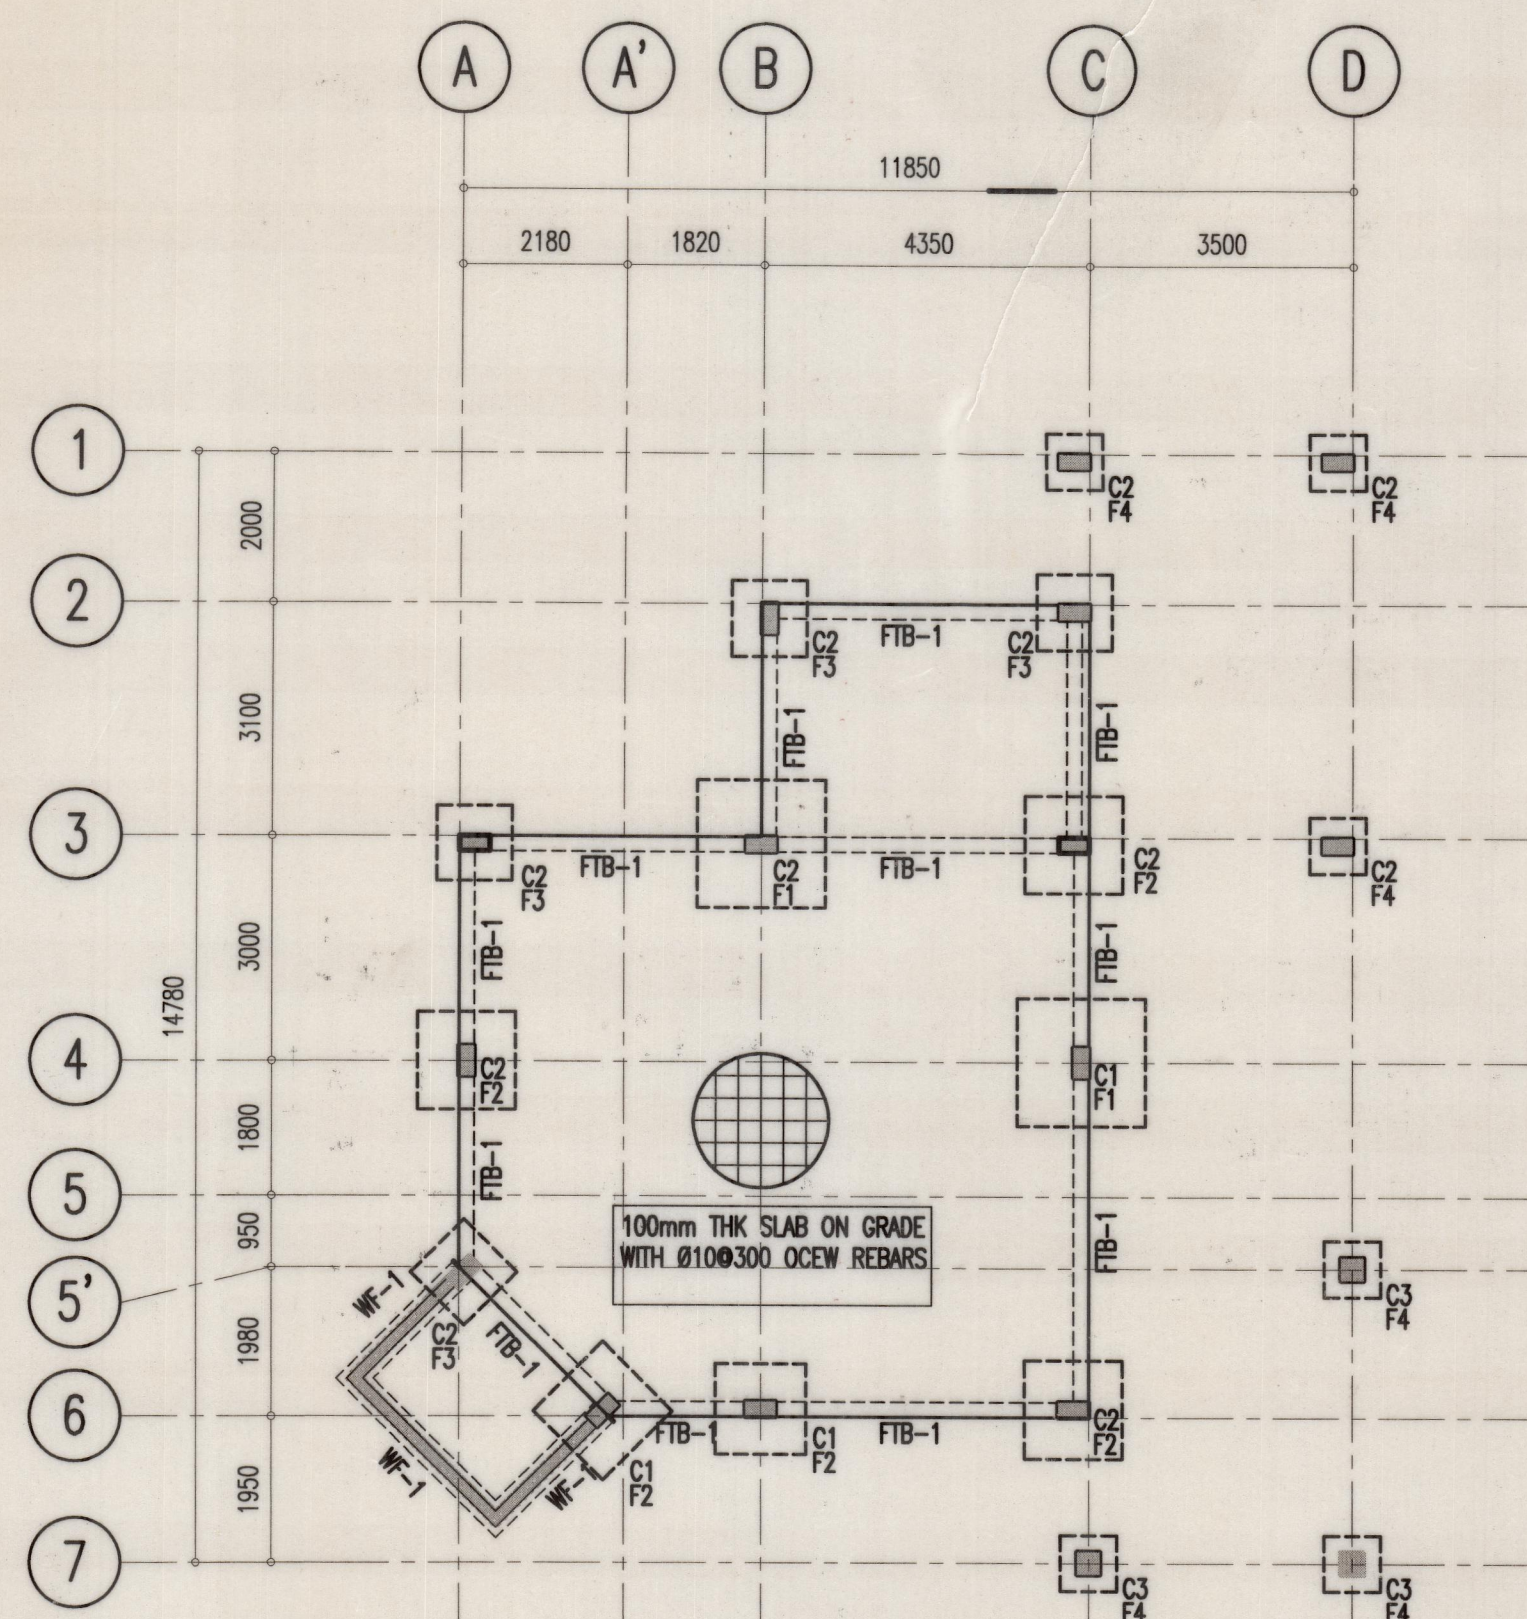 A A' B C D
11850
2180 1820 4350 3500
1
C2
F4
C2
F4
2000
2
C2
F3
FTB-1
C2
F3
3100
FTB-1
FTB-1
3
C2
F3
FTB-1
C2
F1
FTB-1
C2
F2
C2
F4
3000
FTB-1
FTB-1
14780
4
C2
F2
C1
F1
1800
FTB-1
5
100mm THK SLAB ON GRADE
WITH Ø10@300 OCEW REBARS
FTB-1
950
5'
WF-1
C2
F3
FTB-1
C3
F4
1980
6
FTB-1
C1
F2
FTB-1
C2
F2
WF-1
WF-1
C1
F2
1950
7
C3
F4
C3
F4